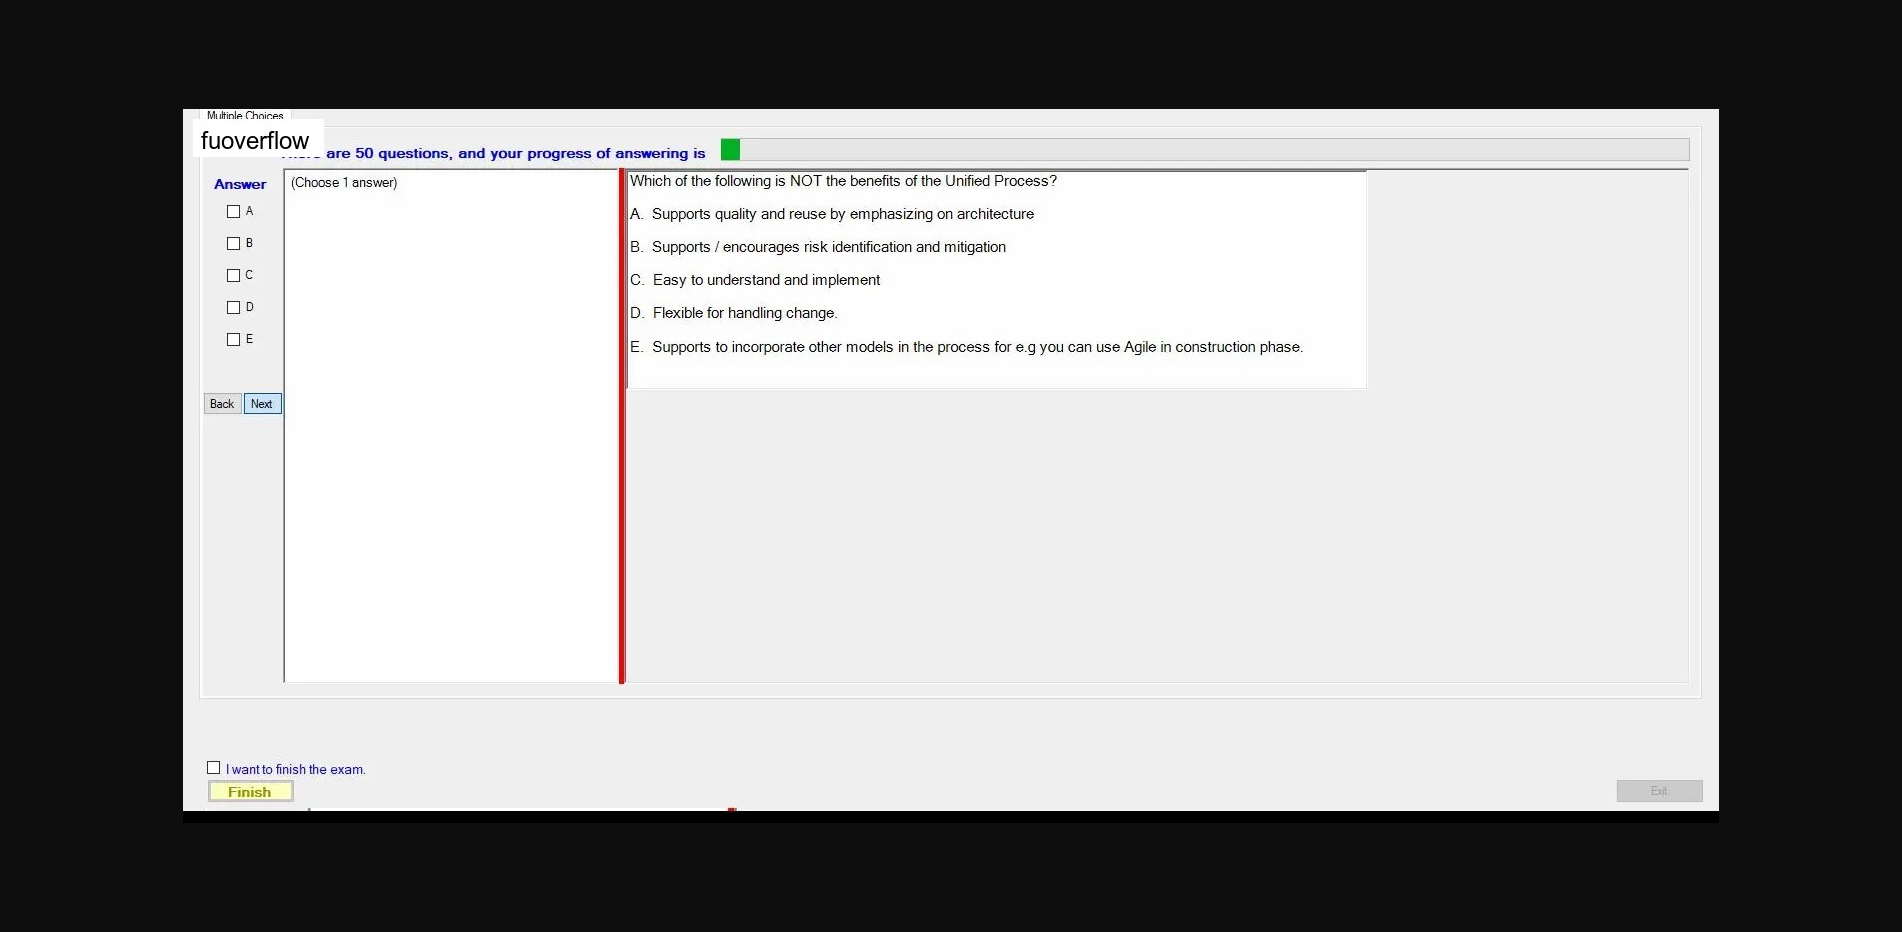 Multiple Choices
fuoverflow
are 50 questions, and your progress of answering is
Answer
(Choose 1 answer)
A
B
C
D
E
Back
Next
Which of the following is NOT the benefits of the Unified Process?
A. Supports quality and reuse by emphasizing on architecture
B. Supports / encourages risk identification and mitigation
C. Easy to understand and implement
D. Flexible for handling change.
E. Supports to incorporate other models in the process for e.g you can use Agile in construction phase.
I want to finish the exam.
Finish
Exit